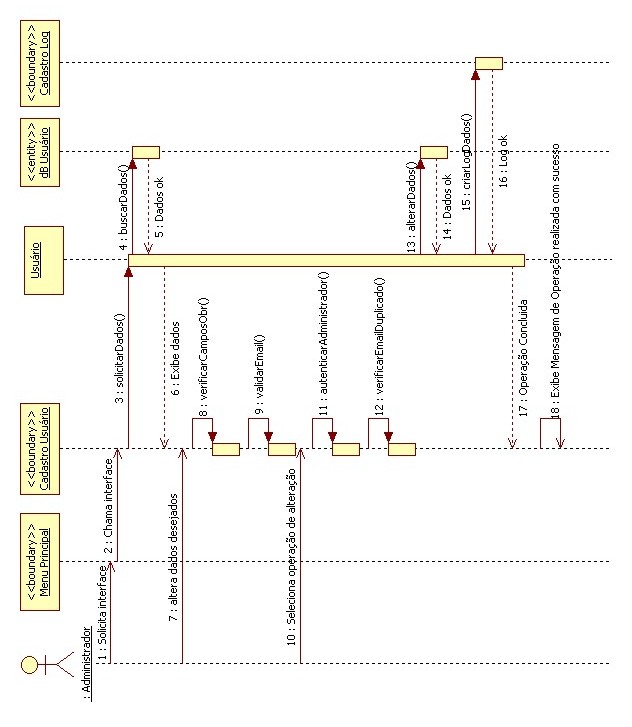 : Administrador
<<boundary>>
Menu Principal
<<boundary>>
Cadastro Usuário
Usuário
<<entity>>
dB Usuário
<<boundary>>
Cadastro Log
1 : Solicita interface
2 : Chama interface
3 : solicitarDados()
4 : buscarDados()
5 : Dados ok
6 : Exibe dados
7 : altera dados desejados
8 : verificarCamposObr()
9 : validarEmail()
10 : Seleciona operação de alteração
11 : autenticarAdministrador()
12 : verificarEmailDuplicado()
13 : alterarDados()
14 : Dados ok
15 : criarLogDados()
16 : Log ok
17 : Operação Concluida
18 : Exibe Mensagem de Operação realizada com sucesso